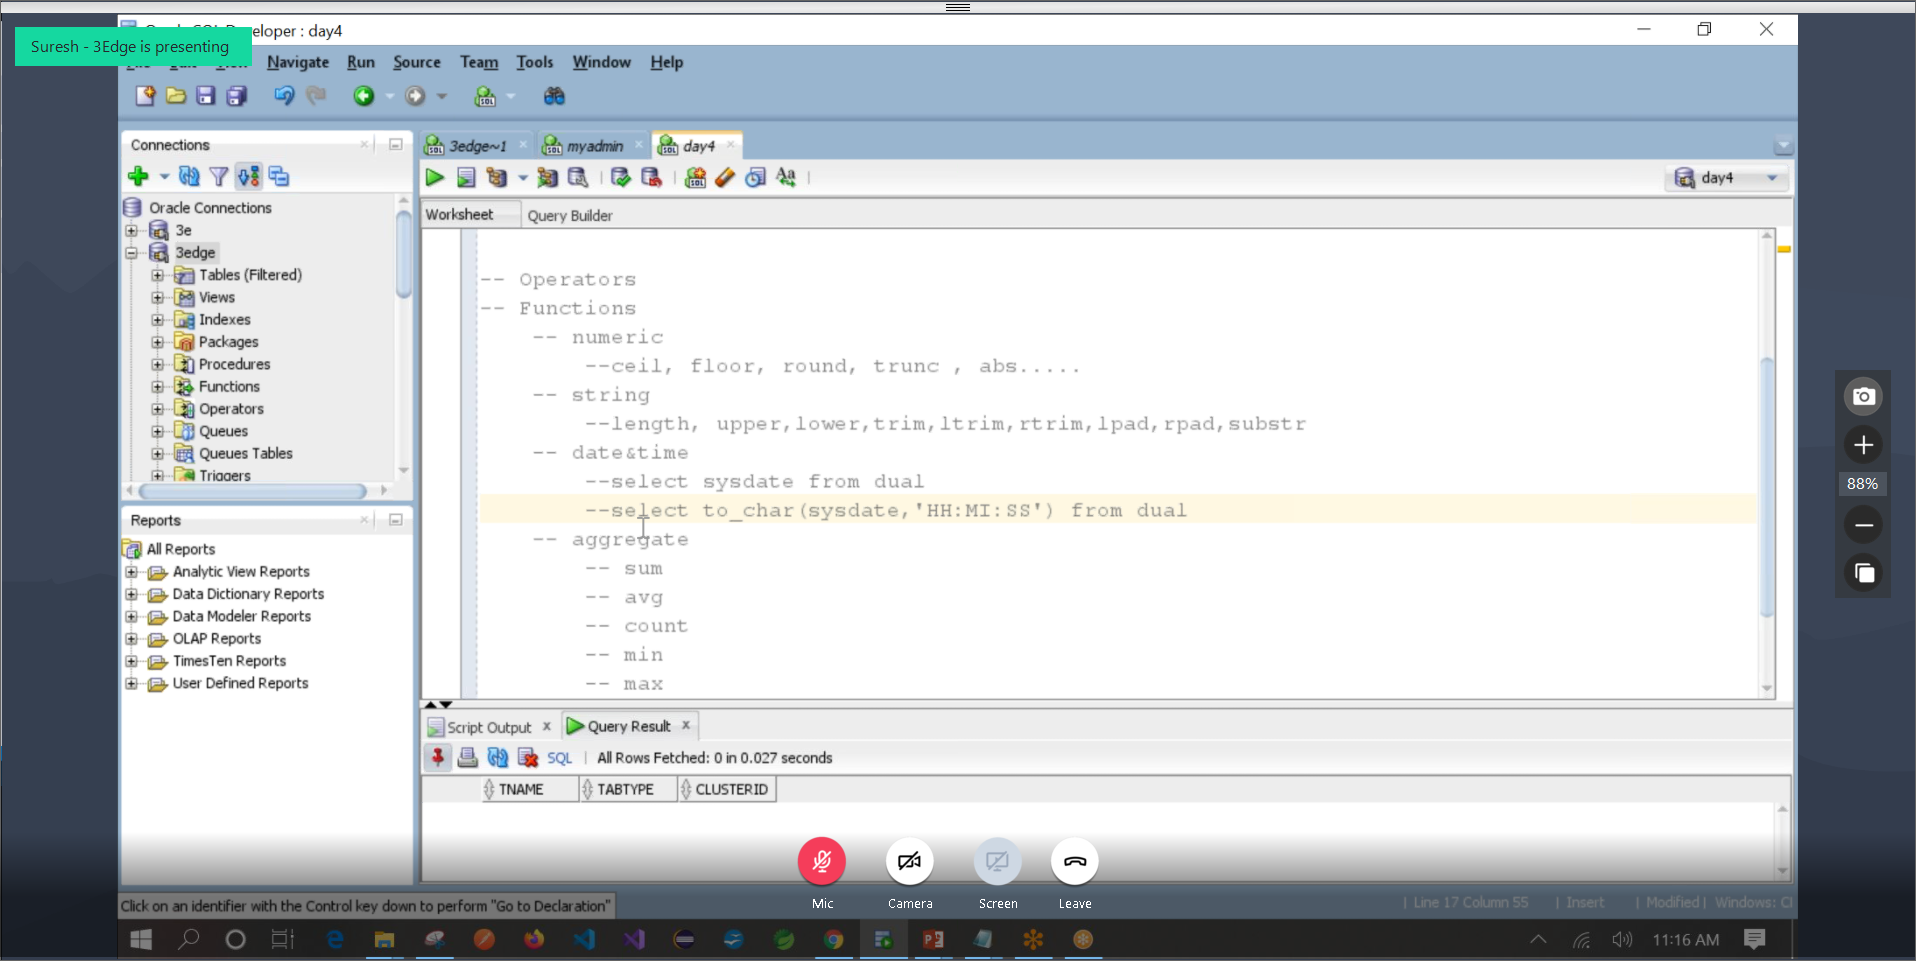 Suresh - 3Edge is presenting
eloper : day4
Navigate Run Source Team Tools Window Help
Connections
3edge~1
myadmin
day4
day4
Oracle Connections
3e
3edge
Tables (Filtered)
Views
Indexes
Packages
Procedures
Functions
Operators
Queues
Queues Tables
Triggers
Worksheet
Query Builder
-- Operators
-- Functions
-- numeric
--ceil, floor, round, trunc , abs.....
-- string
--length, upper,lower,trim,ltrim,rtrim,lpad,rpad,substr
-- date&time
--select sysdate from dual
--select to_char(sysdate,'HH:MI:SS') from dual
-- aggregate
-- sum
-- avg
-- count
-- min
-- max
88%
Reports
All Reports
Analytic View Reports
Data Dictionary Reports
Data Modeler Reports
OLAP Reports
TimesTen Reports
User Defined Reports
Script Output
Query Result
SQL
All Rows Fetched: 0 in 0.027 seconds
TNAME
TABTYPE
CLUSTERID
Mic
Camera
Screen
Leave
Click on an identifier with the Control key down to perform "Go to Declaration"
Line 17 Column 55
Insert
Modified
Windows: Cl
11:16 AM